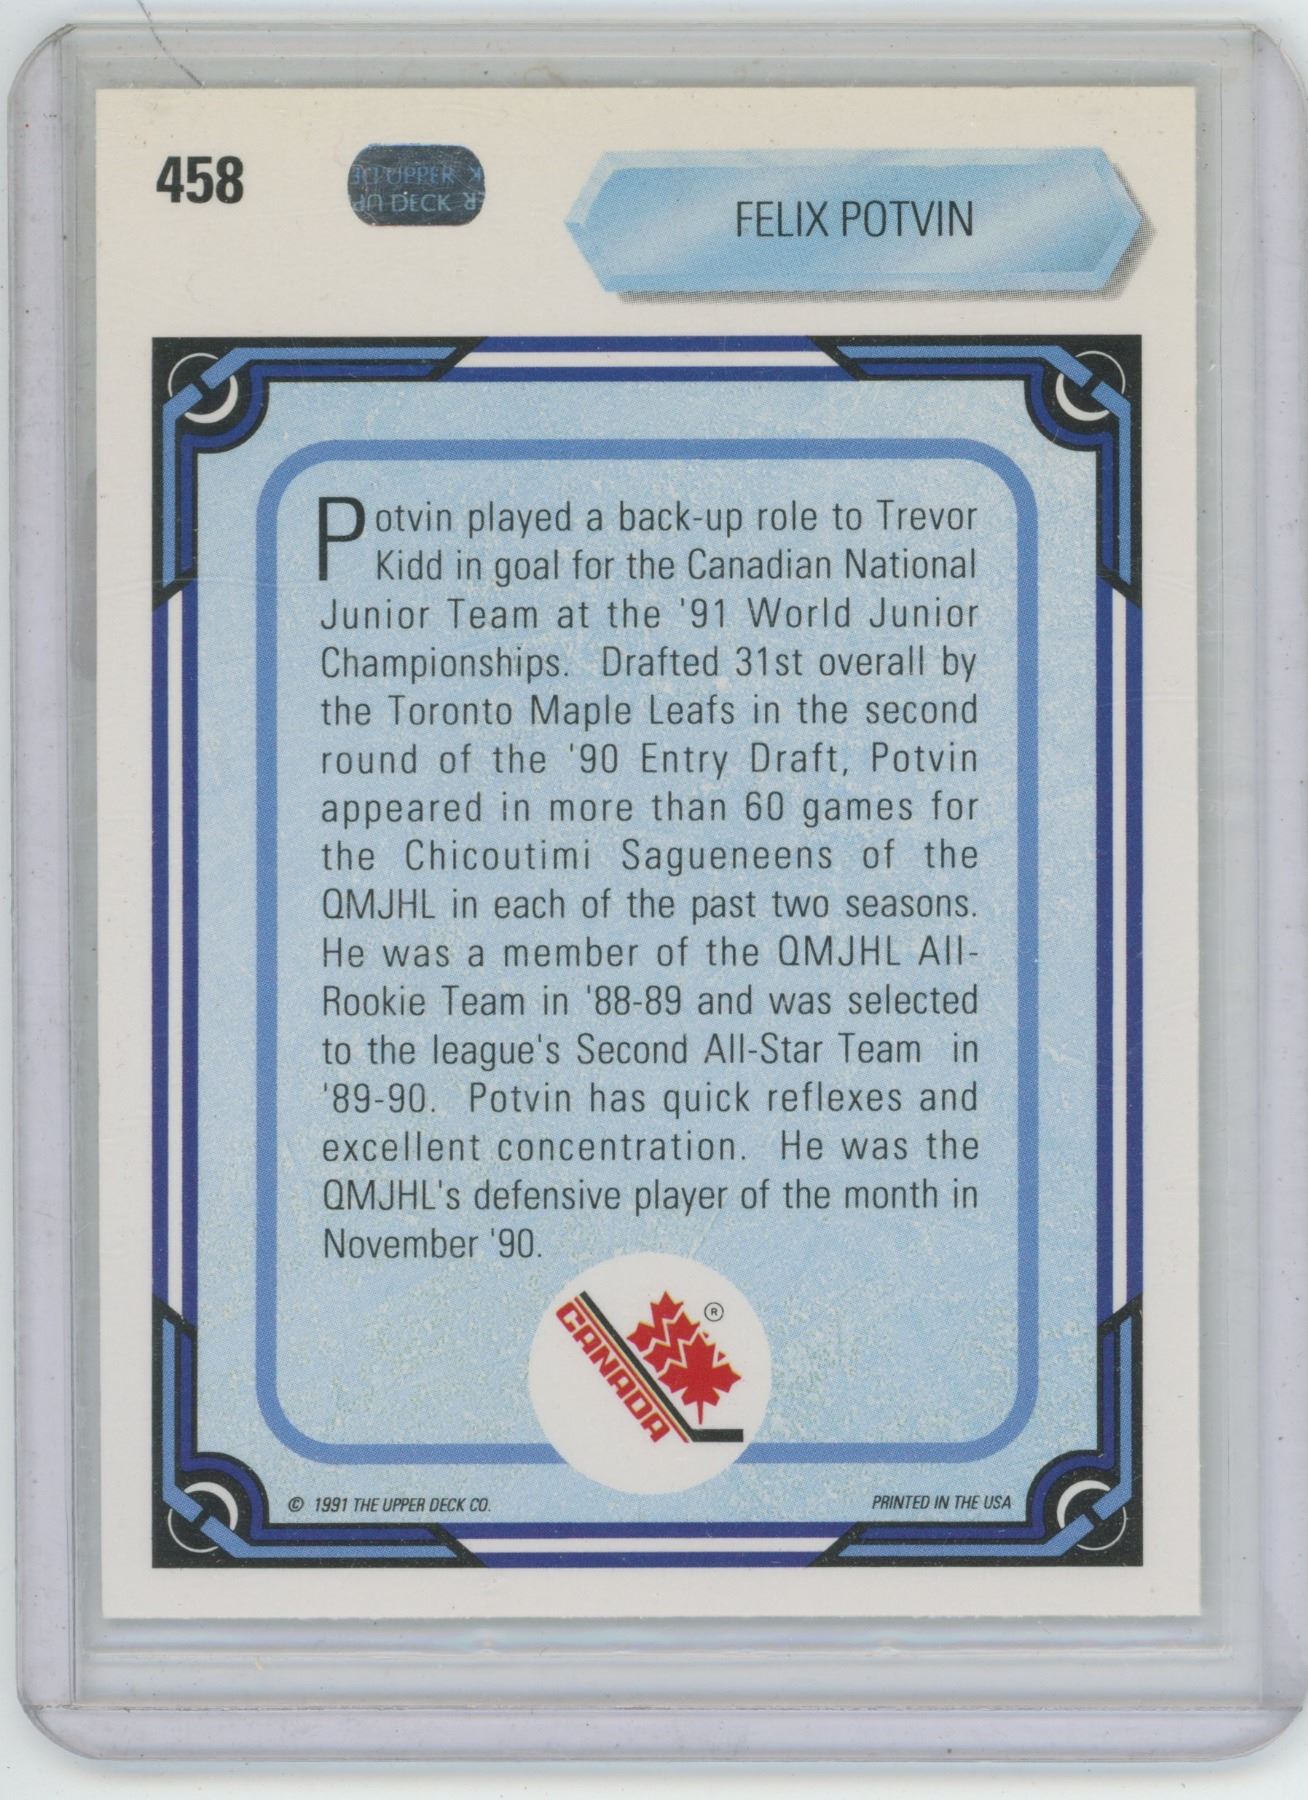 458
UPPER
UP DECK
FELIX POTVIN
Potvin played a back-up role to Trevor
Kidd in goal for the Canadian National
Junior Team at the '91 World Junior
Championships. Drafted 31st overall by
the Toronto Maple Leafs in the second
round of the '90 Entry Draft, Potvin
appeared in more than 60 games for
the Chicoutimi Sagueneens of the
QMJHL in each of the past two seasons.
He was a member of the QMJHL All-
Rookie Team in '88-89 and was selected
to the league's Second All-Star Team in
'89-90. Potvin has quick reflexes and
excellent concentration. He was the
QMJHL's defensive player of the month in
November '90.
CANADA
®
© 1991 THE UPPER DECK CO.
PRINTED IN THE USA